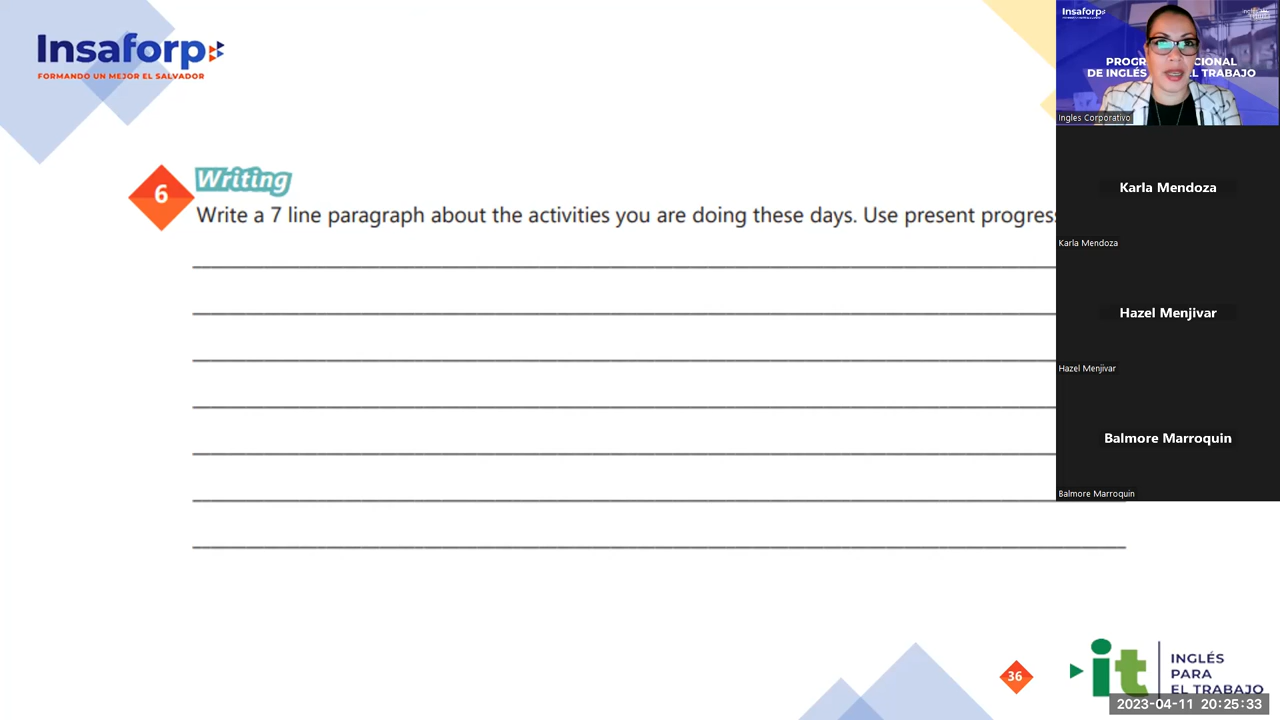 Insaforp
FORMANDO UN MEJOR EL SALVADOR
6
Writing
Write a 7 line paragraph about the activities you are doing these days. Use present progres
Insaforp
PROGR CIONAL
DE INGLÉS EL TRABAJO
Ingles Corporativo
Karla Mendoza
Karla Mendoza
Hazel Menjivar
Hazel Menjivar
Balmore Marroquin
Balmore Marroquin
36
it
INGLÉS
PARA
EL TRABAJO
2023-04-11 20:25:33